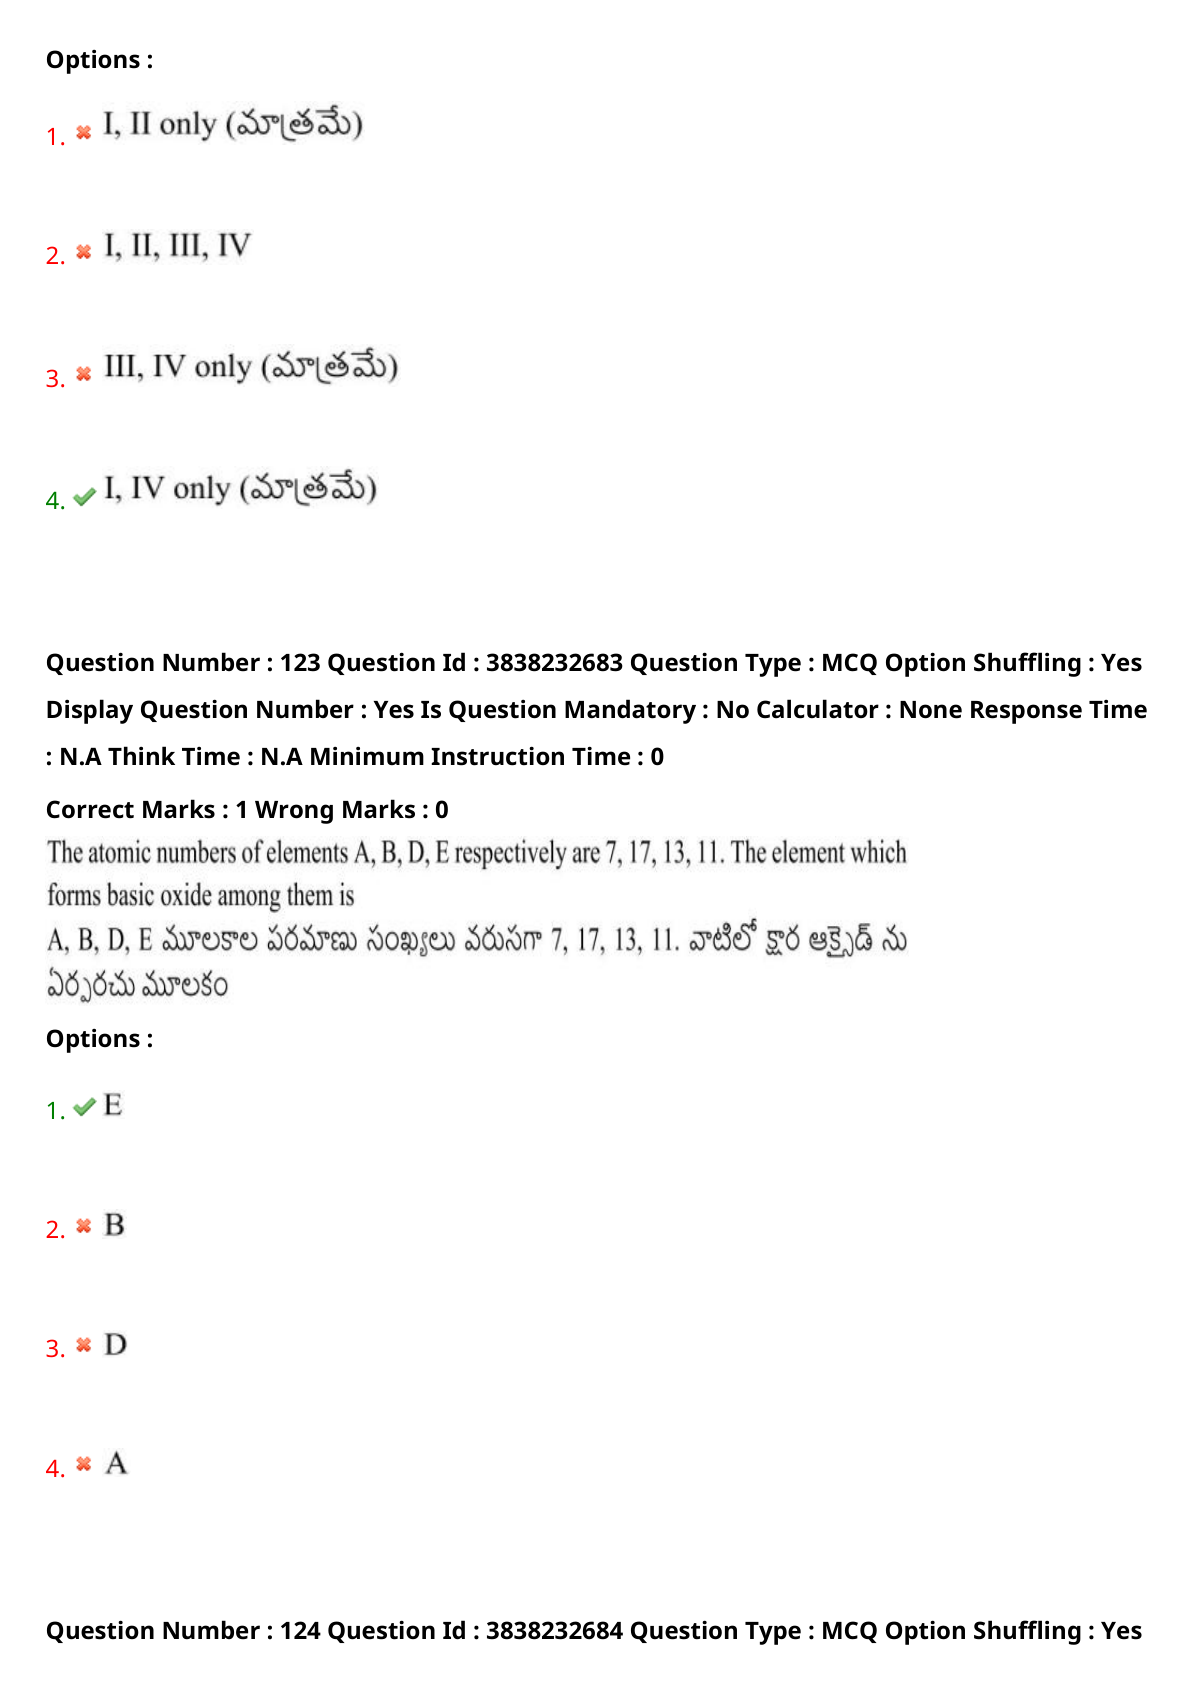 Options :
1. I, II only (మాత్రమే)
2. I, II, III, IV
3. III, IV only (మాత్రమే)
4. I, IV only (మాత్రమే)
Question Number : 123 Question Id : 3838232683 Question Type : MCQ Option Shuffling : Yes
Display Question Number : Yes Is Question Mandatory : No Calculator : None Response Time
: N.A Think Time : N.A Minimum Instruction Time : 0
Correct Marks : 1 Wrong Marks : 0
The atomic numbers of elements A, B, D, E respectively are 7, 17, 13, 11. The element which
forms basic oxide among them is
A, B, D, E మూలకాల పరమాణు సంఖ్యలు వరుసగా 7, 17, 13, 11. వాటిలో క్షార ఆక్సైడ్ ను
ఏర్పరచు మూలకం
Options :
1. E
2. B
3. D
4. A
Question Number : 124 Question Id : 3838232684 Question Type : MCQ Option Shuffling : Yes